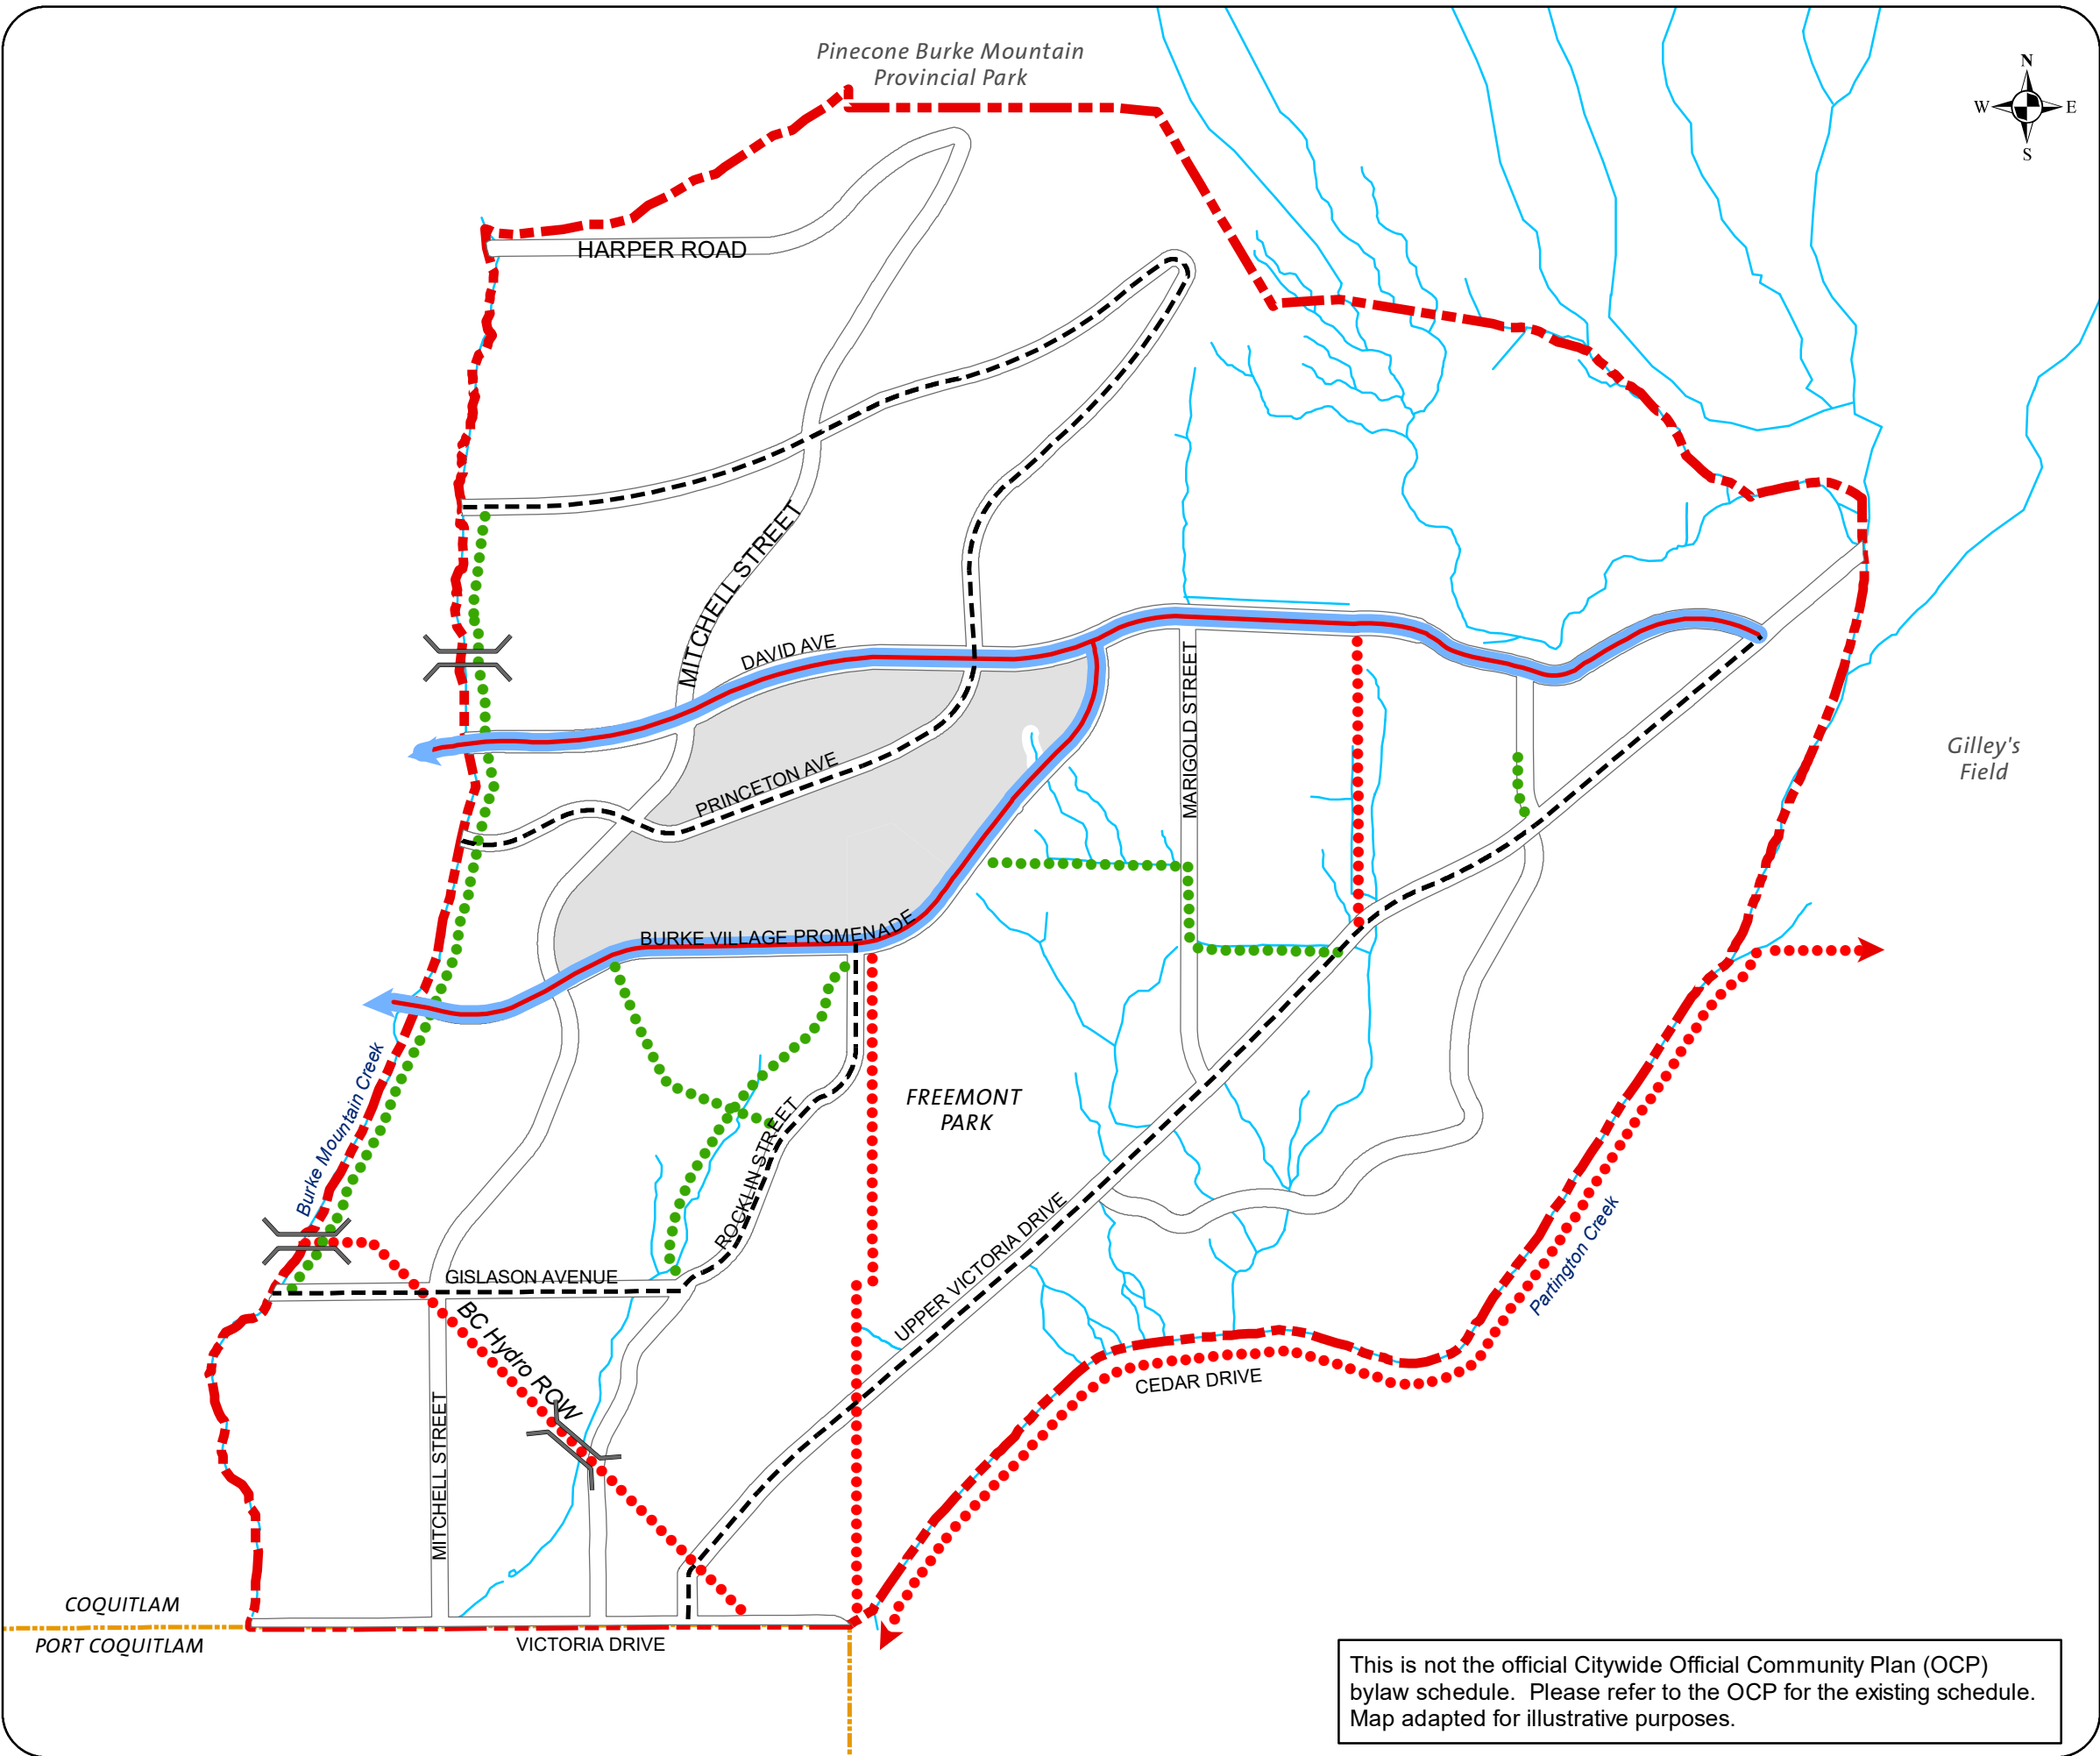 Pinecone Burke Mountain
Provincial Park
N
W
E
S
HARPER ROAD
MITCHELL STREET
DAVID AVE
MARIGOLD STREET
PRINCETON AVE
Gilley's
Field
BURKE VILLAGE PROMENADE
Burke Mountain Creek
FREEMONT
PARK
ROCKLIN STREET
UPPER VICTORIA DRIVE
Partington Creek
GISLASON AVENUE
BC Hydro ROW
CEDAR DRIVE
MITCHELL STREET
COQUITLAM
PORT COQUITLAM
VICTORIA DRIVE
This is not the official Citywide Official Community Plan (OCP)
bylaw schedule.  Please refer to the OCP for the existing schedule.
Map adapted for illustrative purposes.